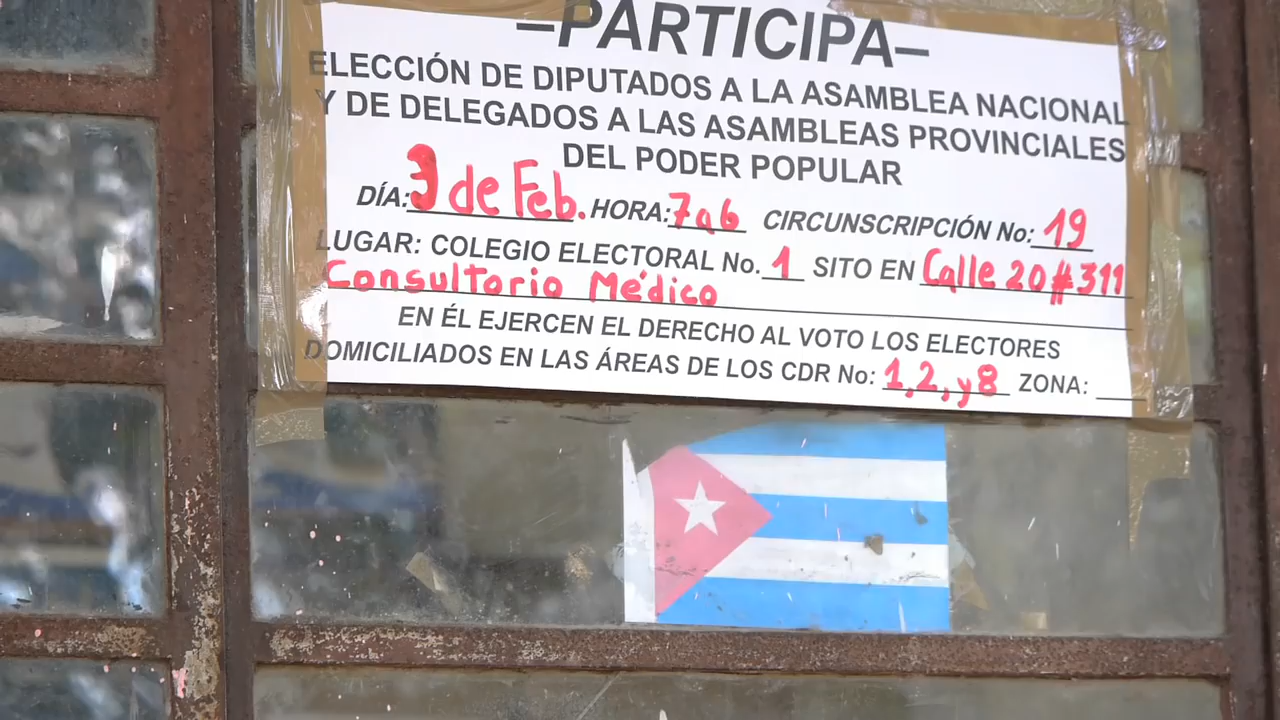 –PARTICIPA–
ELECCIÓN DE DIPUTADOS A LA ASAMBLEA NACIONAL
Y DE DELEGADOS A LAS ASAMBLEAS PROVINCIALES
DEL PODER POPULAR
DÍA: 3 de Feb. HORA: 7 a 6 CIRCUNSCRIPCIÓN No: 19
LUGAR: COLEGIO ELECTORAL No. 1 SITO EN Calle 20 # 311
Consultorio Médico
EN ÉL EJERCEN EL DERECHO AL VOTO LOS ELECTORES
DOMICILIADOS EN LAS ÁREAS DE LOS CDR No: 1, 2, y 8 ZONA: